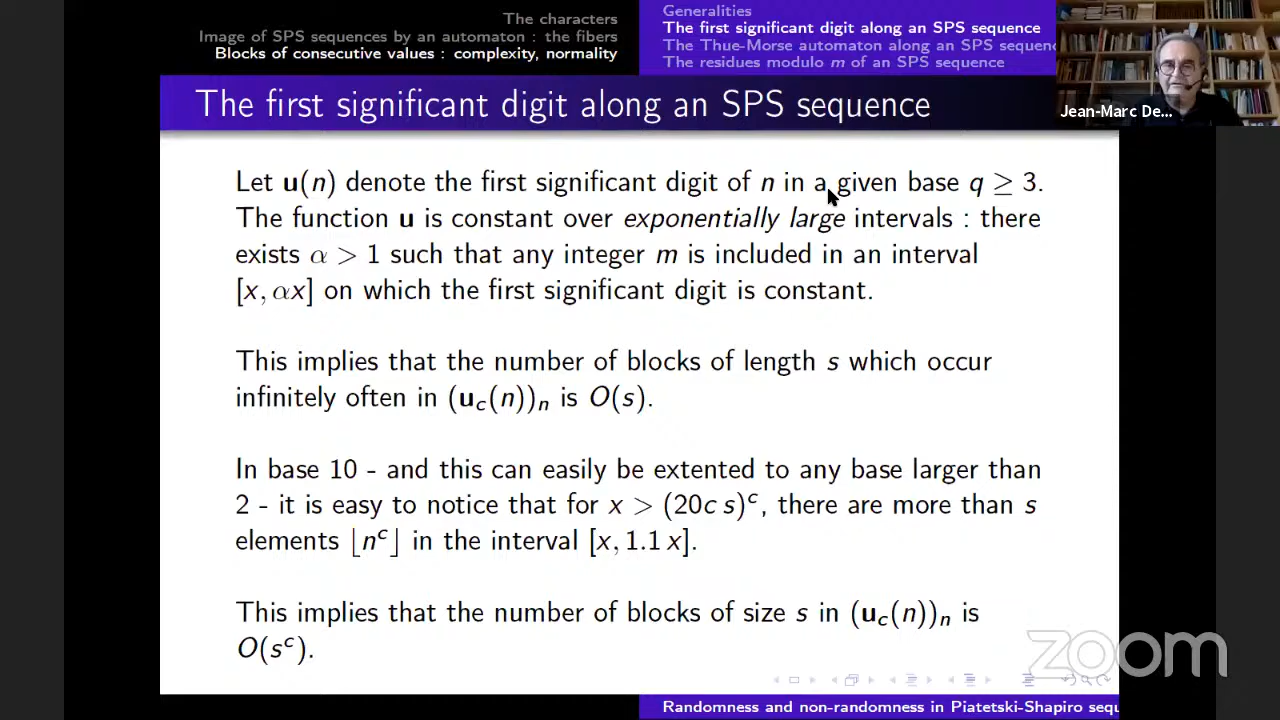 The characters
Image of SPS sequences by an automaton : the fibers
Blocks of consecutive values : complexity, normality
Generalities
The first significant digit along an SPS sequence
The Thue-Morse automaton along an SPS sequenc
The residues modulo m of an SPS sequence
Jean-Marc De...
The first significant digit along an SPS sequence
Let u(n) denote the first significant digit of n in a given base q ≥ 3.
The function u is constant over exponentially large intervals : there
exists α > 1 such that any integer m is included in an interval
[x, αx] on which the first significant digit is constant.
This implies that the number of blocks of length s which occur
infinitely often in (u_c(n))_n is O(s).
In base 10 - and this can easily be extented to any base larger than
2 - it is easy to notice that for x > (20c s)^c, there are more than s
elements ⌊n^c⌋ in the interval [x, 1.1 x].
This implies that the number of blocks of size s in (u_c(n))_n is
O(s^c).
zoom
Randomness and non-randomness in Piatetski-Shapiro sequ